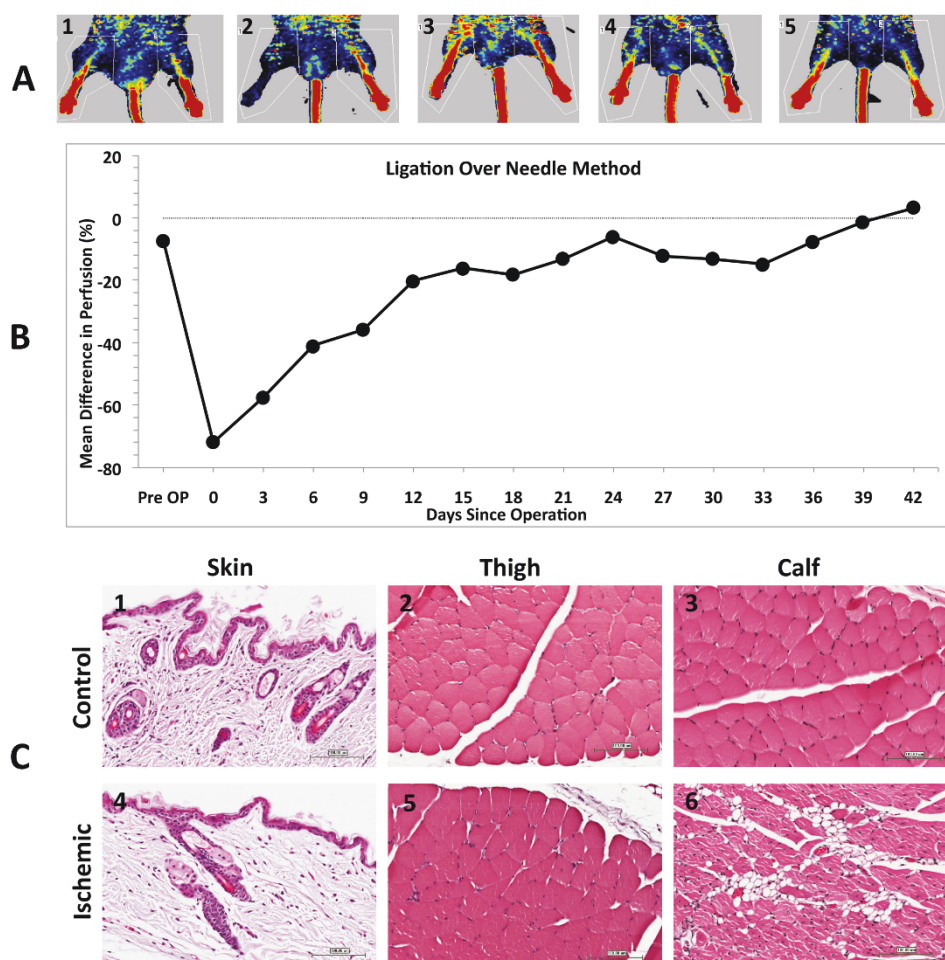 A
1 2 3 4 5
B
Ligation Over Needle Method
Mean Difference in Perfusion (%)
20
0
-20
-40
-60
-80
Pre OP 0 3 6 9 12 15 18 21 24 27 30 33 36 39 42
Days Since Operation
C
Skin Thigh Calf
Control
1 2 3
Ischemic
4 5 6